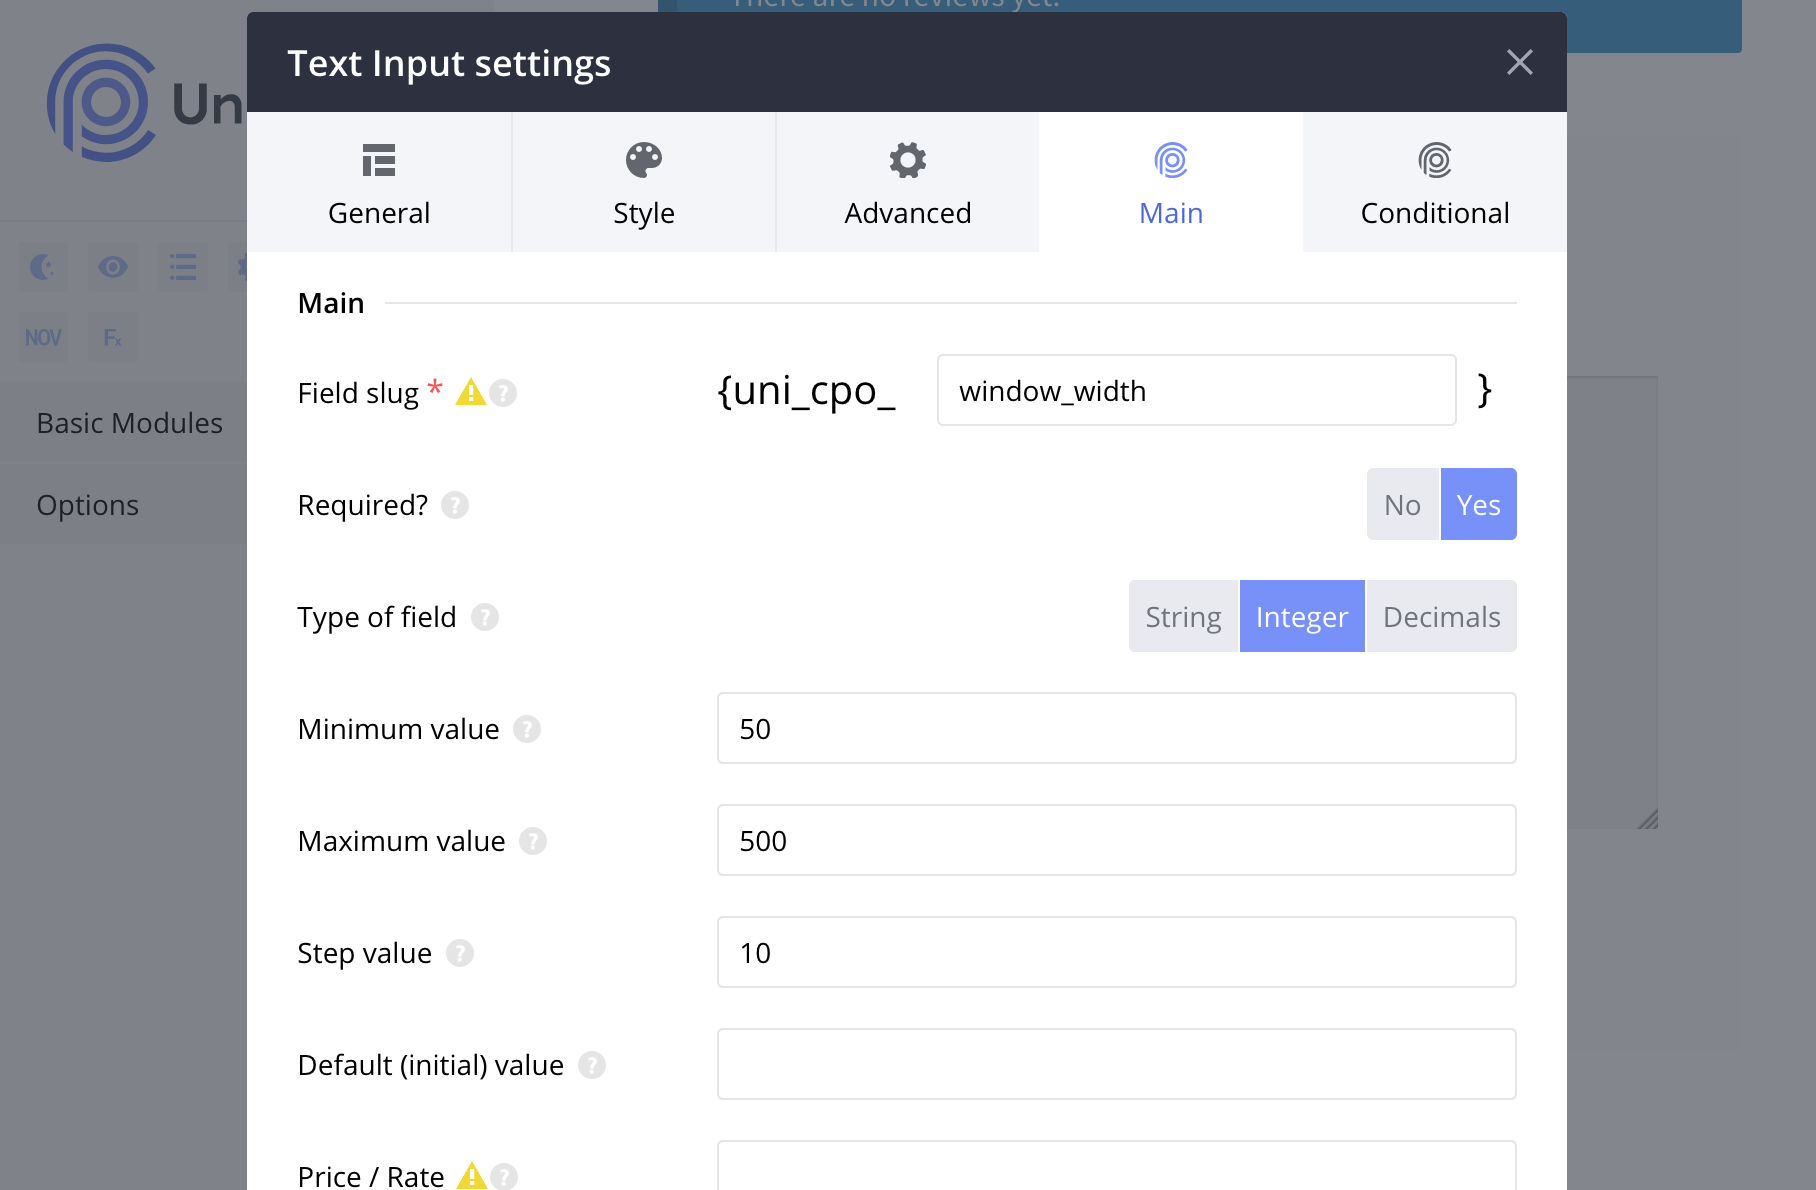 There are no reviews yet.
Text Input settings
Un
General
Style
Advanced
Main
Conditional
Main
Field slug * ?
{uni_cpo_ window_width }
NOV
Fx
Required? ?
No Yes
Basic Modules
Options
Type of field ?
String Integer Decimals
Minimum value ?
50
Maximum value ?
500
Step value ?
10
Default (initial) value ?
Price / Rate ?